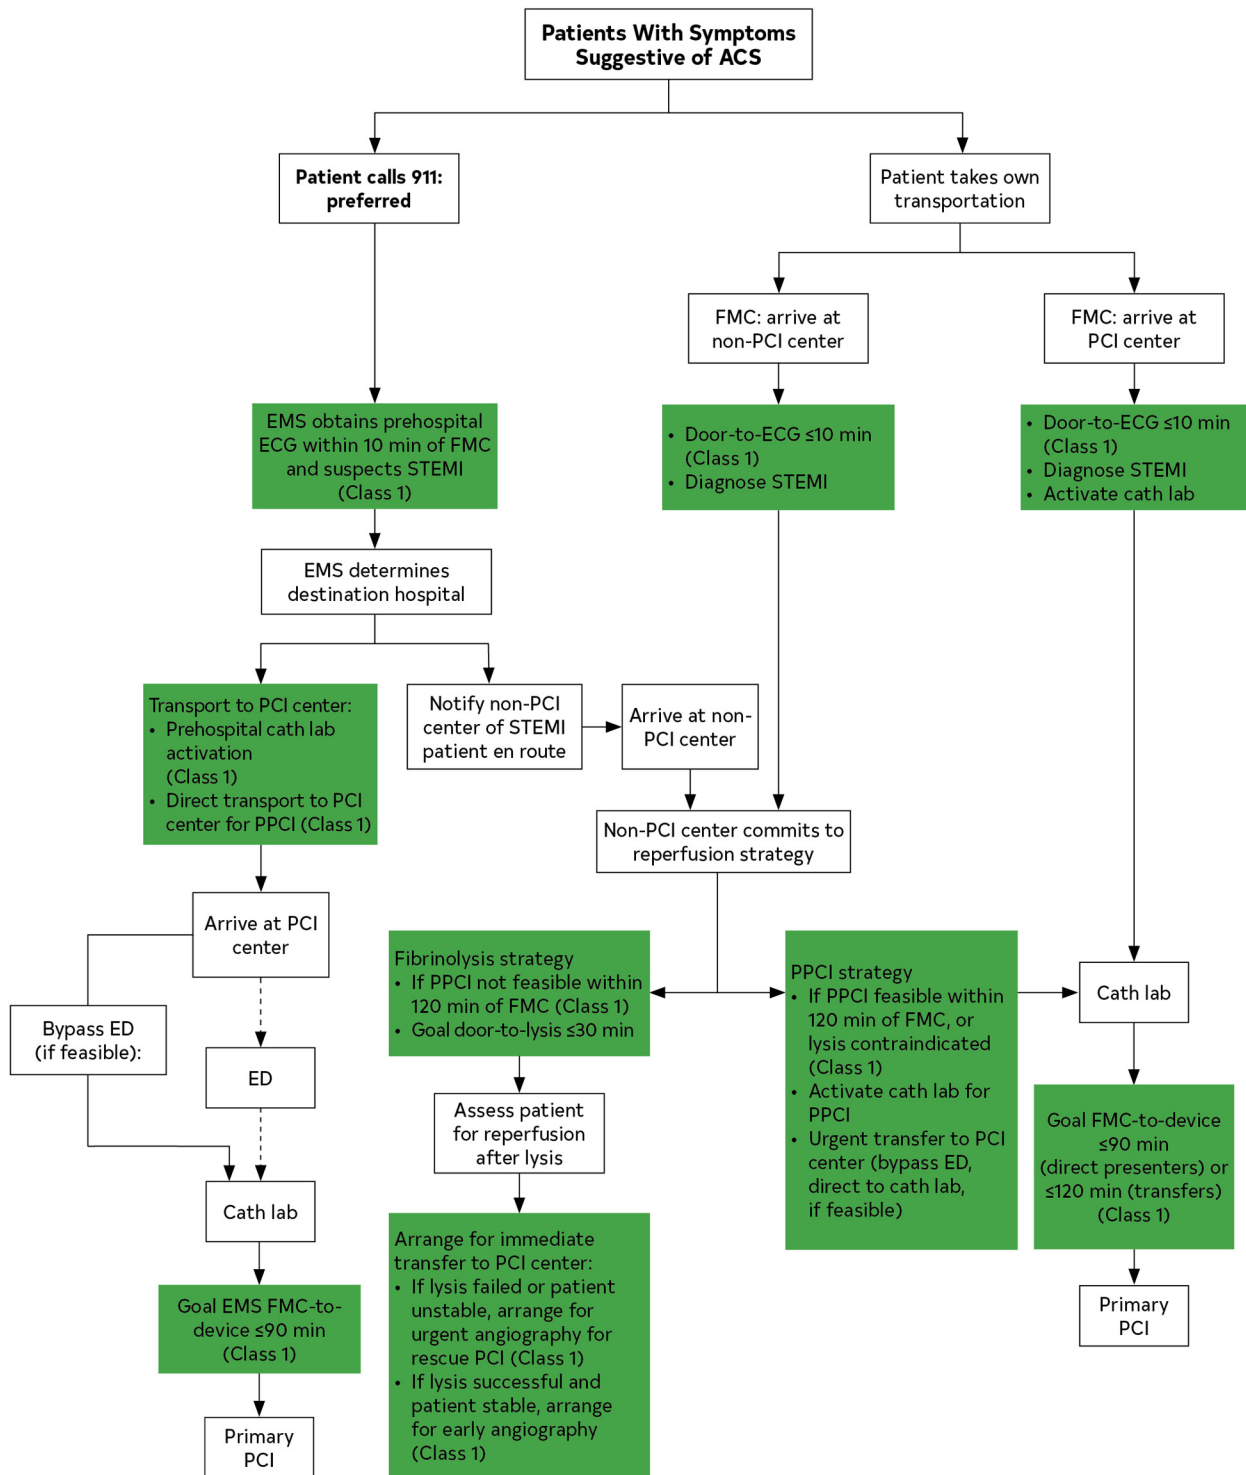 Patients With Symptoms
Suggestive of ACS
Patient calls 911:
preferred
Patient takes own
transportation
FMC: arrive at
non-PCI center
FMC: arrive at
PCI center
EMS obtains prehospital
ECG within 10 min of FMC
and suspects STEMI
(Class 1)
• Door-to-ECG ≤10 min
(Class 1)
• Diagnose STEMI
• Door-to-ECG ≤10 min
(Class 1)
• Diagnose STEMI
• Activate cath lab
EMS determines
destination hospital
Transport to PCI center:
• Prehospital cath lab
activation
(Class 1)
• Direct transport to PCI
center for PPCI (Class 1)
Notify non-PCI
center of STEMI
patient en route
Arrive at non-
PCI center
Non-PCI center commits to
reperfusion strategy
Arrive at PCI
center
Bypass ED
(if feasible):
ED
Cath lab
Goal EMS FMC-to-
device ≤90 min
(Class 1)
Primary
PCI
Fibrinolysis strategy
• If PPCI not feasible within
120 min of FMC (Class 1)
• Goal door-to-lysis ≤30 min
Assess patient
for reperfusion
after lysis
Arrange for immediate
transfer to PCI center:
• If lysis failed or patient
unstable, arrange for
urgent angiography for
rescue PCI (Class 1)
• If lysis successful and
patient stable, arrange
for early angiography
(Class 1)
PPCI strategy
• If PPCI feasible within
120 min of FMC, or
lysis contraindicated
(Class 1)
• Activate cath lab for
PPCI
• Urgent transfer to PCI
center (bypass ED,
direct to cath lab,
if feasible)
Cath lab
Goal FMC-to-device
≤90 min
(direct presenters) or
≤120 min (transfers)
(Class 1)
Primary
PCI